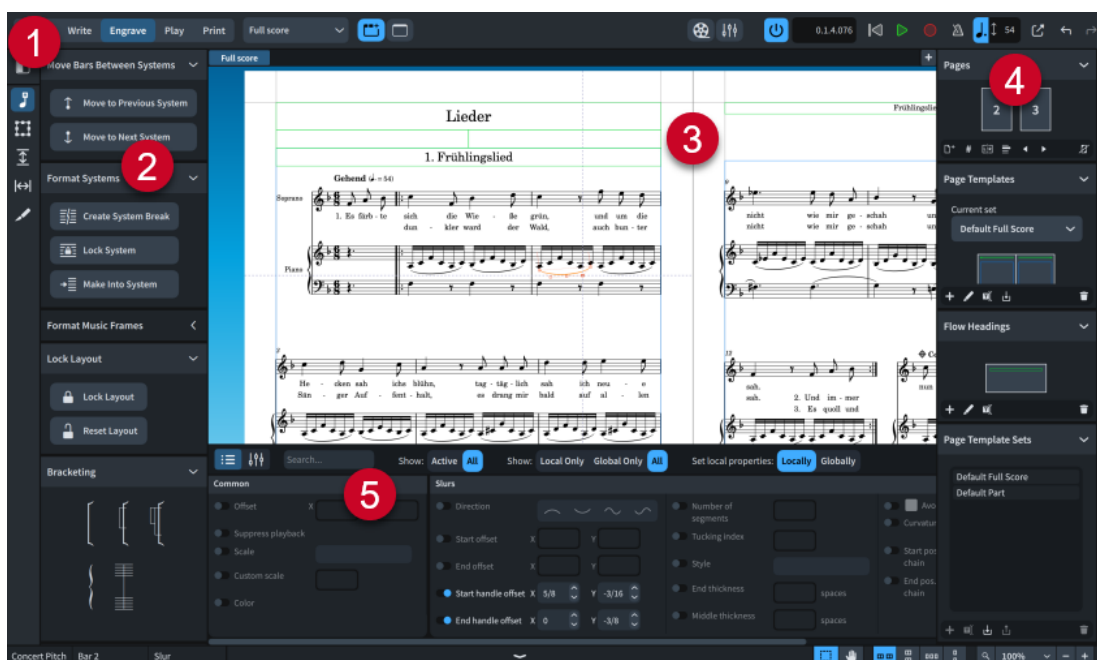 1
Write Engrave Play Print Full score
0.1.4.076
54
Move Bars Between Systems
Move to Previous System
Move to Next System
2
Format Systems
Create System Break
Lock System
Make Into System
Format Music Frames
Lock Layout
Lock Layout
Reset Layout
Bracketing
Full score
3
Lieder
1. Frühlingslied
Gehend (♩. = 54)
Soprano
1. Es färb - te sich die Wie - ße grün, und um die
dun - kler ward der Wald, auch bun - ter
Piano
7
He - cken sah iche blühn, tag - täg - lich sah ich neu - e
Sän - ger Auf - fent - halt, es drang mir bald auf al - len
9
nicht wie mir ge - schah
nicht wie mir ge - schah
sah.
sah. 2. Und im - mer
3. Es quoll und
nun
Pages
4
2 3
Page Templates
Current set
Default Full Score
Flow Headings
Page Template Sets
Default Full Score
Default Part
5
Search...
Show: Active All
Show: Local Only Global Only All
Set local properties: Locally Globally
Common
Offset X
Suppress playback
Scale
Custom scale
Color
Slurs
Direction
Start offset X Y
End offset X Y
Start handle offset X 5/8 Y -3/16
End handle offset X 0 Y -3/8
Number of
segments
Tucking index
Style
End thickness spaces
Middle thickness spaces
Start pos
chain
End pos.
chain
Concert Pitch Bar 2 Slur
100%